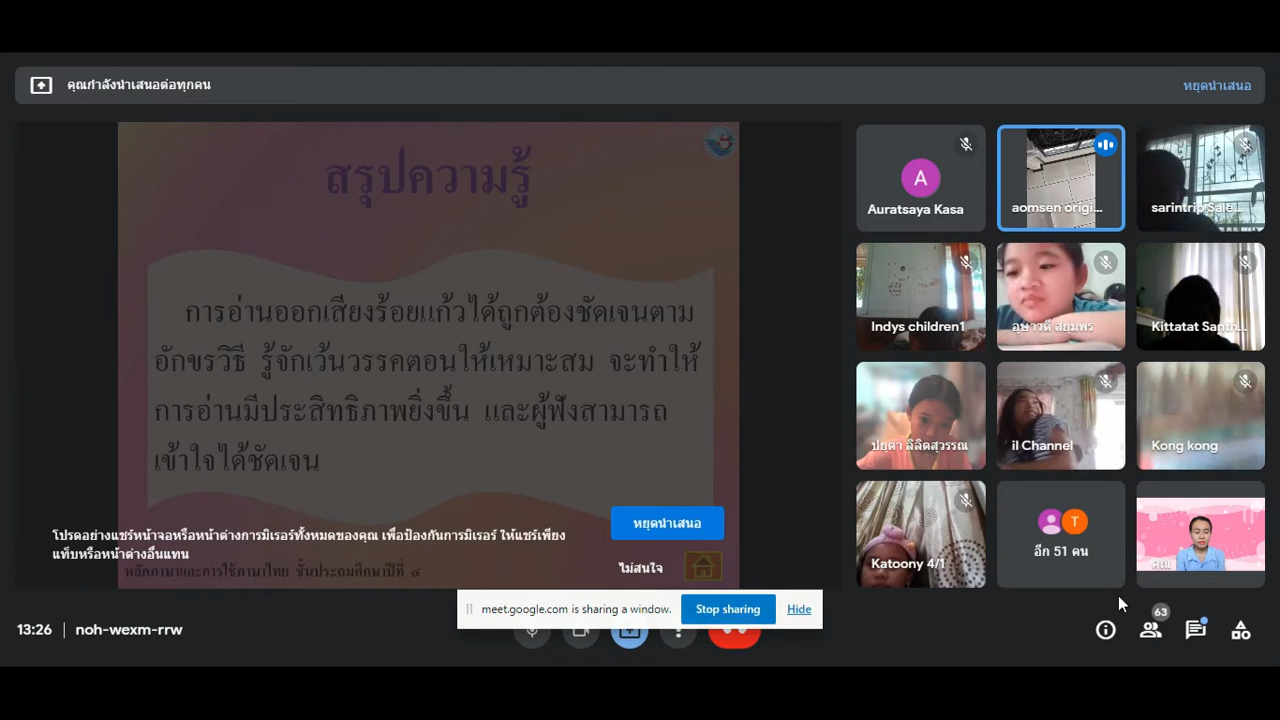 คุณกำลังนำเสนอต่อทุกคน
หยุดนำเสนอ
สรุปความรู้
การอ่านออกเสียงร้อยแก้วได้ถูกต้องชัดเจนตาม
อักขรวิธี รู้จักเว้นวรรคตอนให้เหมาะสม จะทำให้
การอ่านมีประสิทธิภาพยิ่งขึ้น และผู้ฟังสามารถ
เข้าใจได้ชัดเจน
โปรดอย่าแชร์หน้าจอหรือหน้าต่างการมิเรอร์ทั้งหมดของคุณ เพื่อป้องกันการมิเรอร์ ให้แชร์เพียง
แท็บหรือหน้าต่างอื่นแทน
หยุดนำเสนอ
ไม่สนใจ
หลักภาษาและการใช้ภาษาไทย ชั้นประถมศึกษาปีที่ ๔
A
Auratsaya Kasa
aomsen origi...
sarintrip Sale...
Indys children1
อุษาวดี สยุมพร
Kittatat Santh...
ปยุดา ลิลิตสุวรรณ
il Channel
Kong kong
Katoony 4/1
T
อีก 51 คน
คุณ
meet.google.com is sharing a window.
Stop sharing
Hide
13:26
noh-wexm-rrw
63